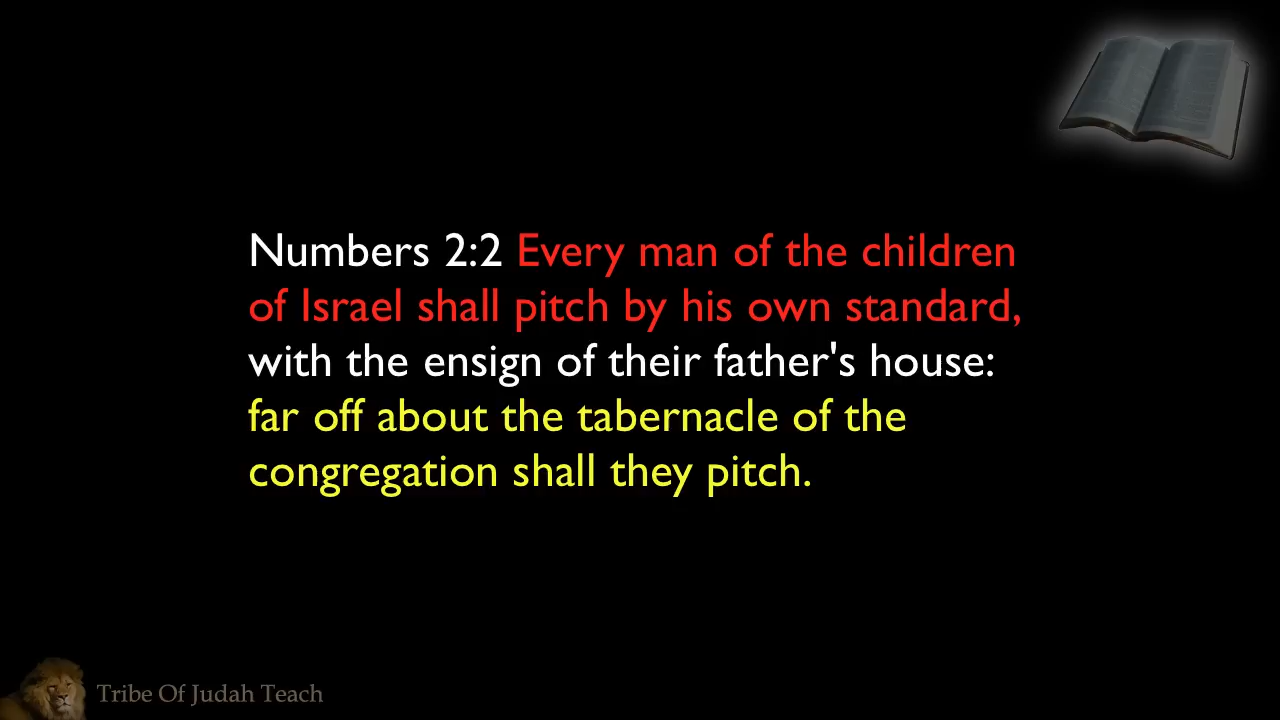 Numbers 2:2 Every man of the children
of Israel shall pitch by his own standard,
with the ensign of their father's house:
far off about the tabernacle of the
congregation shall they pitch.
Tribe Of Judah Teach